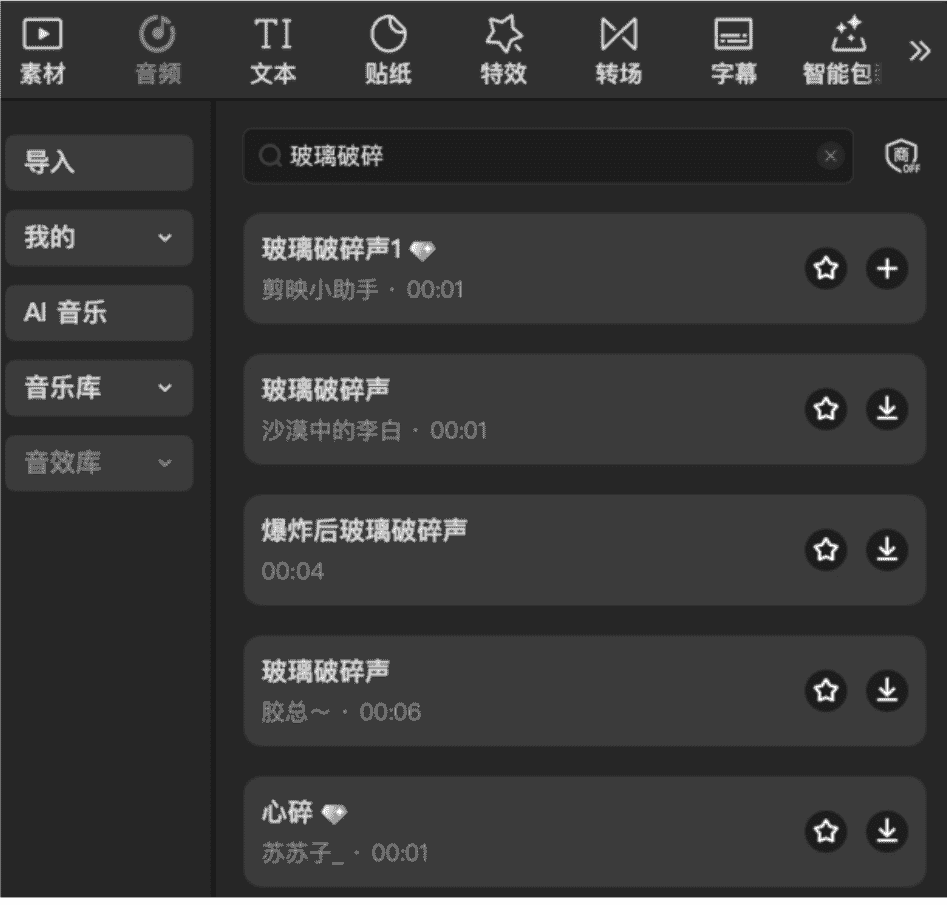 素材 音频 TI 文本 贴纸 特效 转场 字幕 智能包
导入
我的
AI 音乐
音乐库
音效库
玻璃破碎
商 OFF
玻璃破碎声1
剪映小助手 · 00:01
玻璃破碎声
沙漠中的李白 · 00:01
爆炸后玻璃破碎声
00:04
玻璃破碎声
胶总～ · 00:06
心碎
苏苏子_ · 00:01